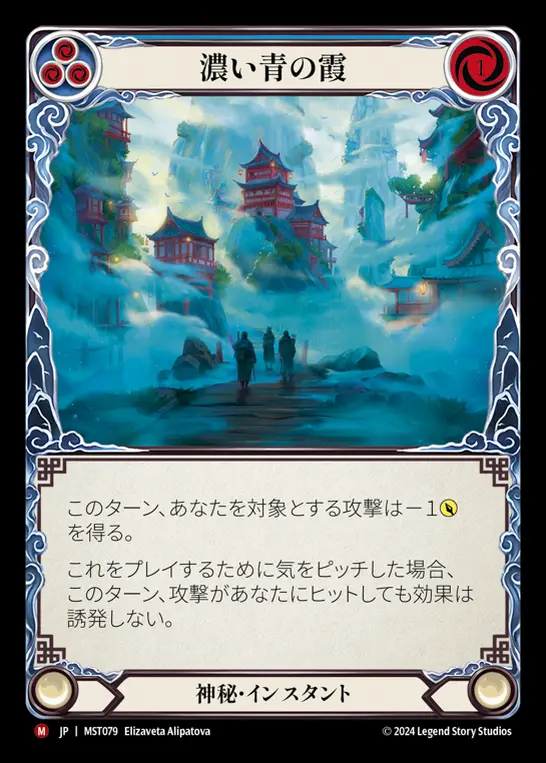 濃い青の霞
1
このターン、あなたを対象とする攻撃は－1
を得る。
これをプレイするために気をピッチした場合、
このターン、攻撃があなたにヒットしても効果は
誘発しない。
神秘・インスタント
M JP | MST079 Elizaveta Alipatova
© 2024 Legend Story Studios